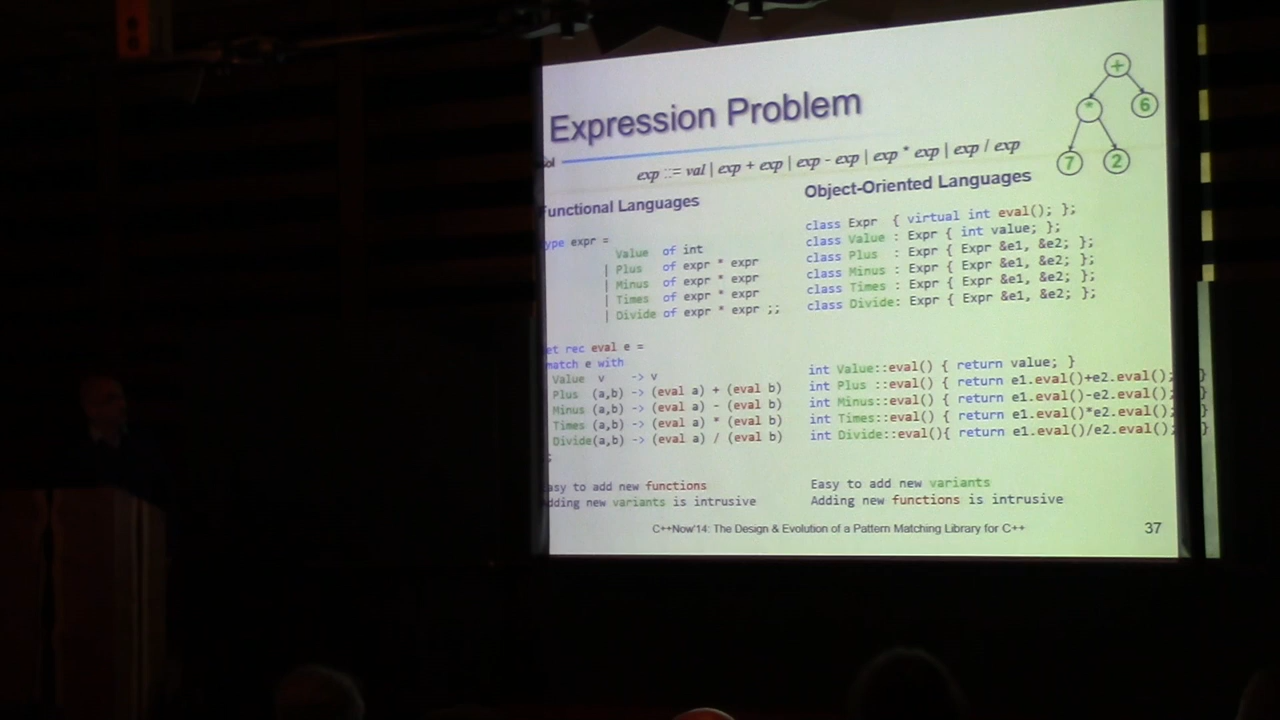 Expression Problem
exp ::= val | exp + exp | exp - exp | exp * exp | exp / exp
+
* 6
7 2
Functional Languages
ype expr =
Value of int
| Plus of expr * expr
| Minus of expr * expr
| Times of expr * expr
| Divide of expr * expr ;;
et rec eval e =
match e with
Value v -> v
Plus (a,b) -> (eval a) + (eval b)
Minus (a,b) -> (eval a) - (eval b)
Times (a,b) -> (eval a) * (eval b)
Divide(a,b) -> (eval a) / (eval b)
;
asy to add new functions
dding new variants is intrusive
Object-Oriented Languages
class Expr { virtual int eval(); };
class Value : Expr { int value; };
class Plus : Expr { Expr &e1, &e2; };
class Minus : Expr { Expr &e1, &e2; };
class Times : Expr { Expr &e1, &e2; };
class Divide: Expr { Expr &e1, &e2; };
int Value::eval() { return value; }
int Plus ::eval() { return e1.eval()+e2.eval(); }
int Minus::eval() { return e1.eval()-e2.eval(); }
int Times::eval() { return e1.eval()*e2.eval(); }
int Divide::eval(){ return e1.eval()/e2.eval(); }
Easy to add new variants
Adding new functions is intrusive
C++Now'14: The Design & Evolution of a Pattern Matching Library for C++
37